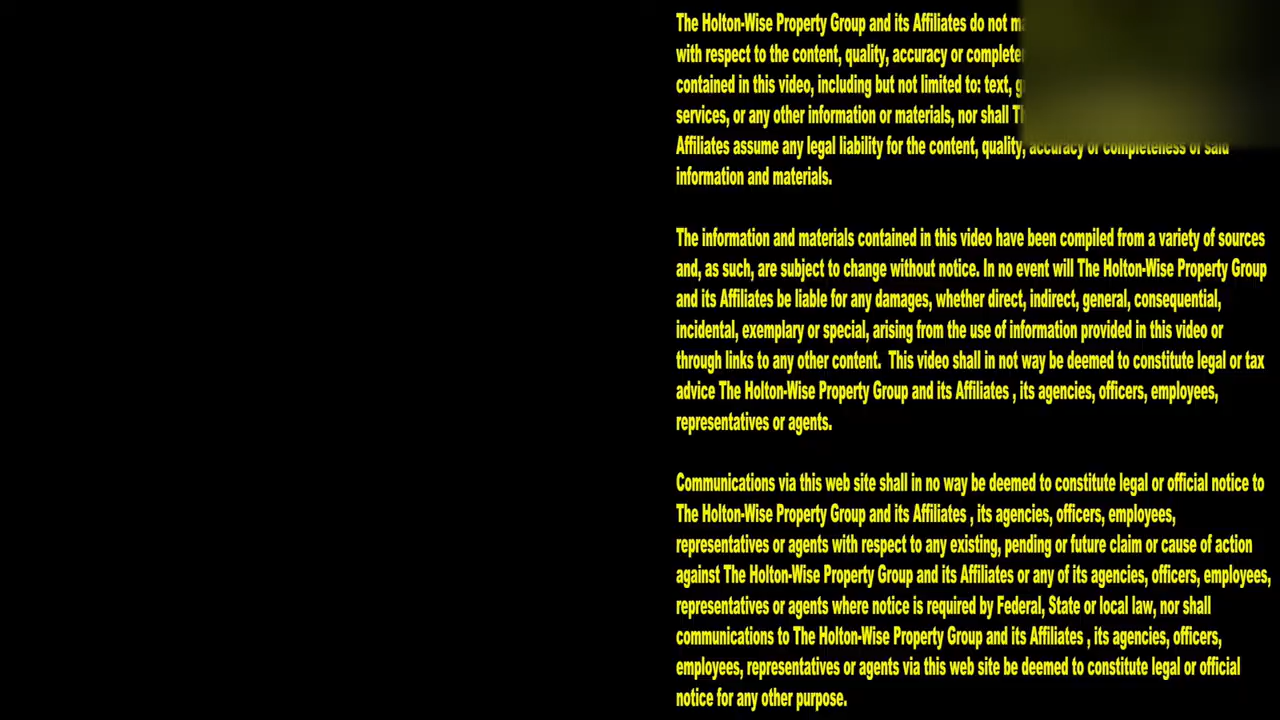 The Holton-Wise Property Group and its Affiliates do not
with respect to the content, quality, accuracy or
contained in this video, including but not limited to: text,
services, or any other information or materials, nor shall
Affiliates assume any legal liability for the content, quality, accuracy or completeness of said
information and materials.
The information and materials contained in this video have been compiled from a variety of sources
and, as such, are subject to change without notice. In no event will The Holton-Wise Property Group
and its Affiliates be liable for any damages, whether direct, indirect, general, consequential,
incidental, exemplary or special, arising from the use of information provided in this video or
through links to any other content. This video shall in not way be deemed to constitute legal or tax
advice The Holton-Wise Property Group and its Affiliates , its agencies, officers, employees,
representatives or agents.
Communications via this web site shall in no way be deemed to constitute legal or official notice to
The Holton-Wise Property Group and its Affiliates , its agencies, officers, employees,
representatives or agents with respect to any existing, pending or future claim or cause of action
against The Holton-Wise Property Group and its Affiliates or any of its agencies, officers, employees,
representatives or agents where notice is required by Federal, State or local law, nor shall
communications to The Holton-Wise Property Group and its Affiliates , its agencies, officers,
employees, representatives or agents via this web site be deemed to constitute legal or official
notice for any other purpose.